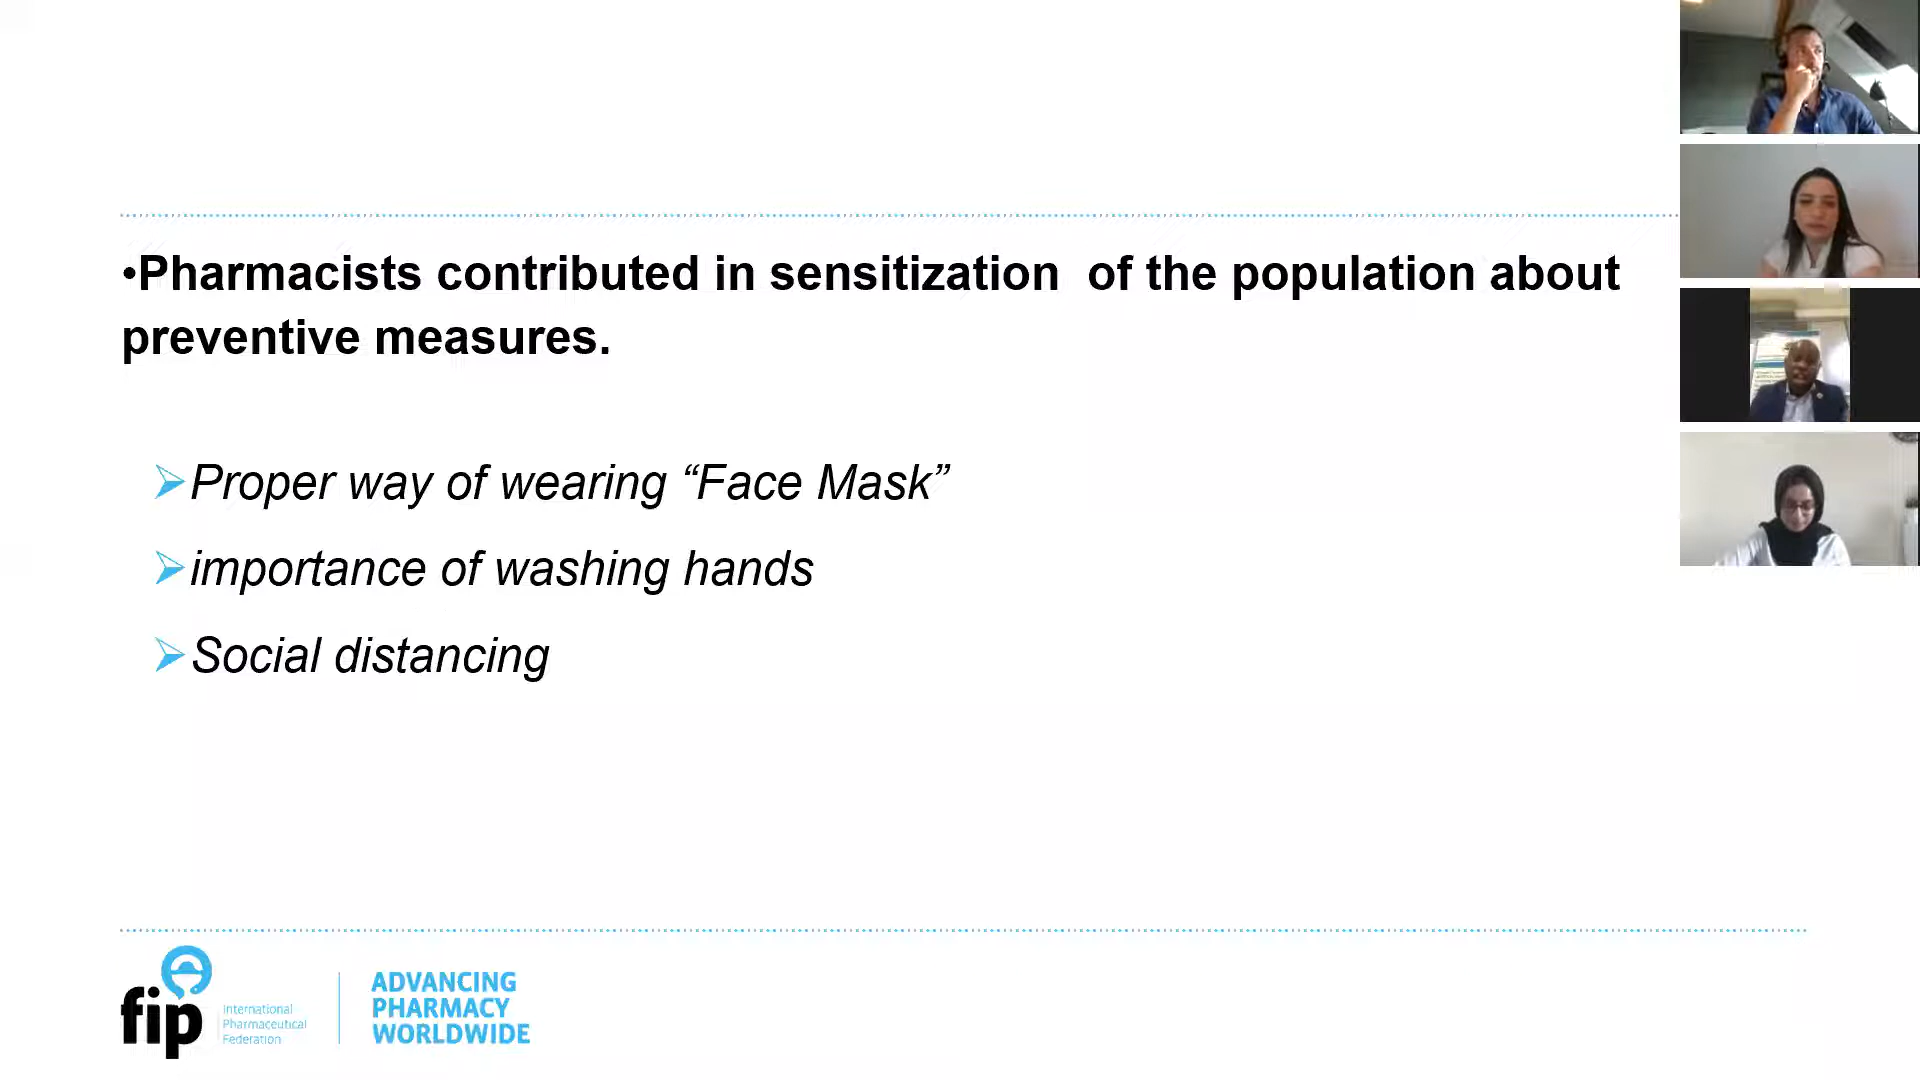 •Pharmacists contributed in sensitization  of the population about
preventive measures.
➢Proper way of wearing “Face Mask”
➢importance of washing hands
➢Social distancing
fip
International
Pharmaceutical
Federation
ADVANCING
PHARMACY
WORLDWIDE